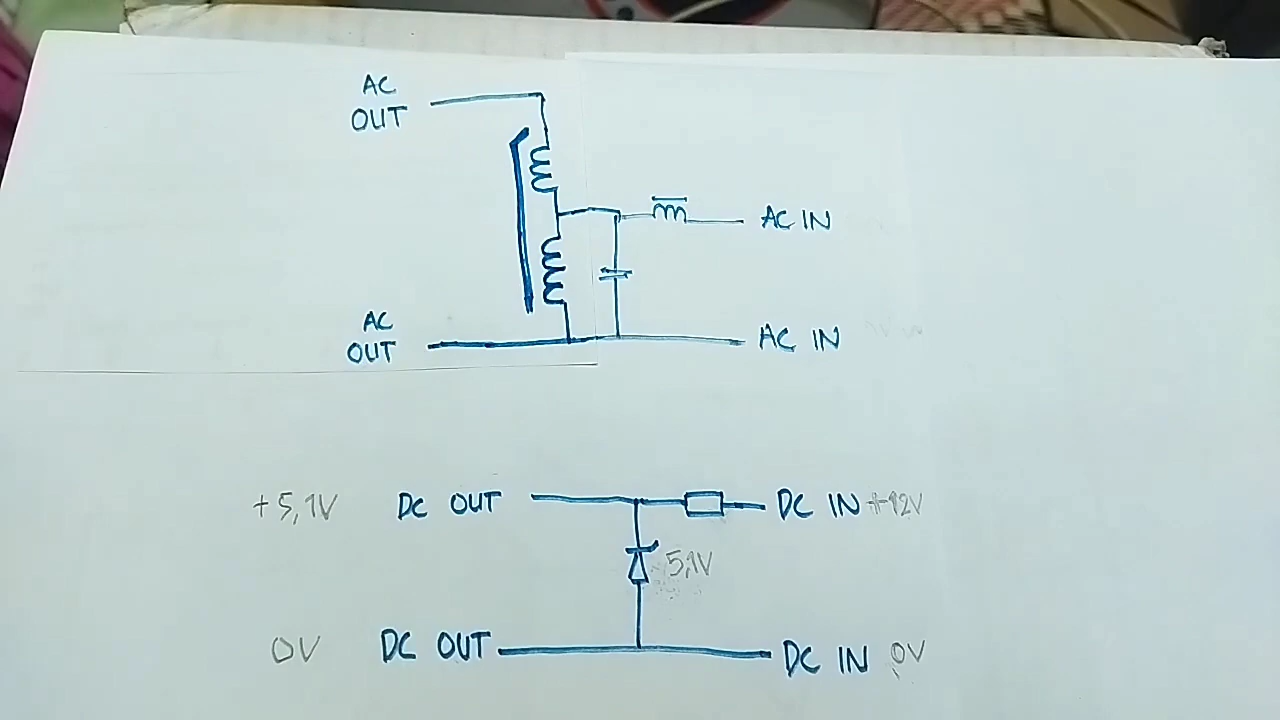 AC
OUT
AC IN
AC
OUT
AC IN
+5,1V DC OUT DC IN +12V
5,1V
0V DC OUT DC IN 0V